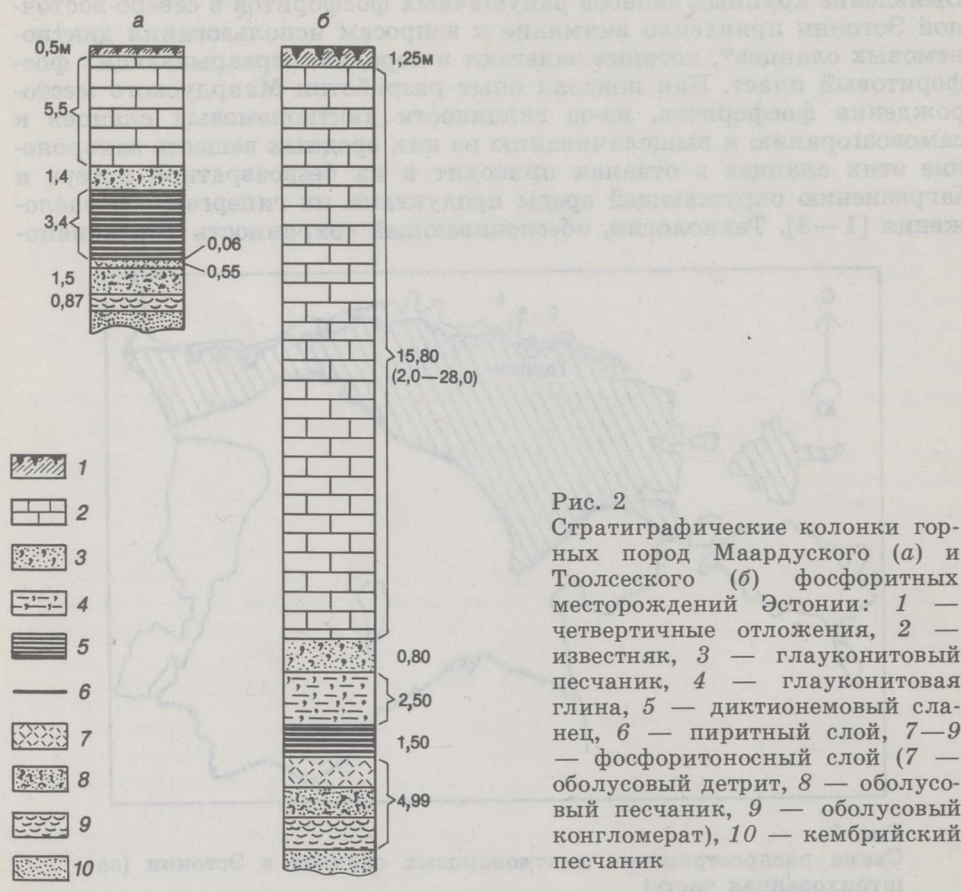 а
б
0,5м
1,25м
5,5
1,4
3,4
0,06
0,55
1,5
0,87
15,80
(2,0—28,0)
0,80
2,50
1,50
4,99
1
2
3
4
5
6
7
8
9
10
Рис. 2
Стратиграфические колонки гор-
ных пород Маардуского (а) и
Тоолсеского (б) фосфоритных
месторождений Эстонии: 1 —
четвертичные отложения, 2 —
известняк, 3 — глауконитовый
песчаник, 4 — глауконитовая
глина, 5 — диктионемовый сла-
нец, 6 — пиритный слой, 7—9
— фосфоритоносный слой (7 —
оболусовый детрит, 8 — оболусо-
вый песчаник, 9 — оболусовый
конгломерат), 10 — кембрийский
песчаник